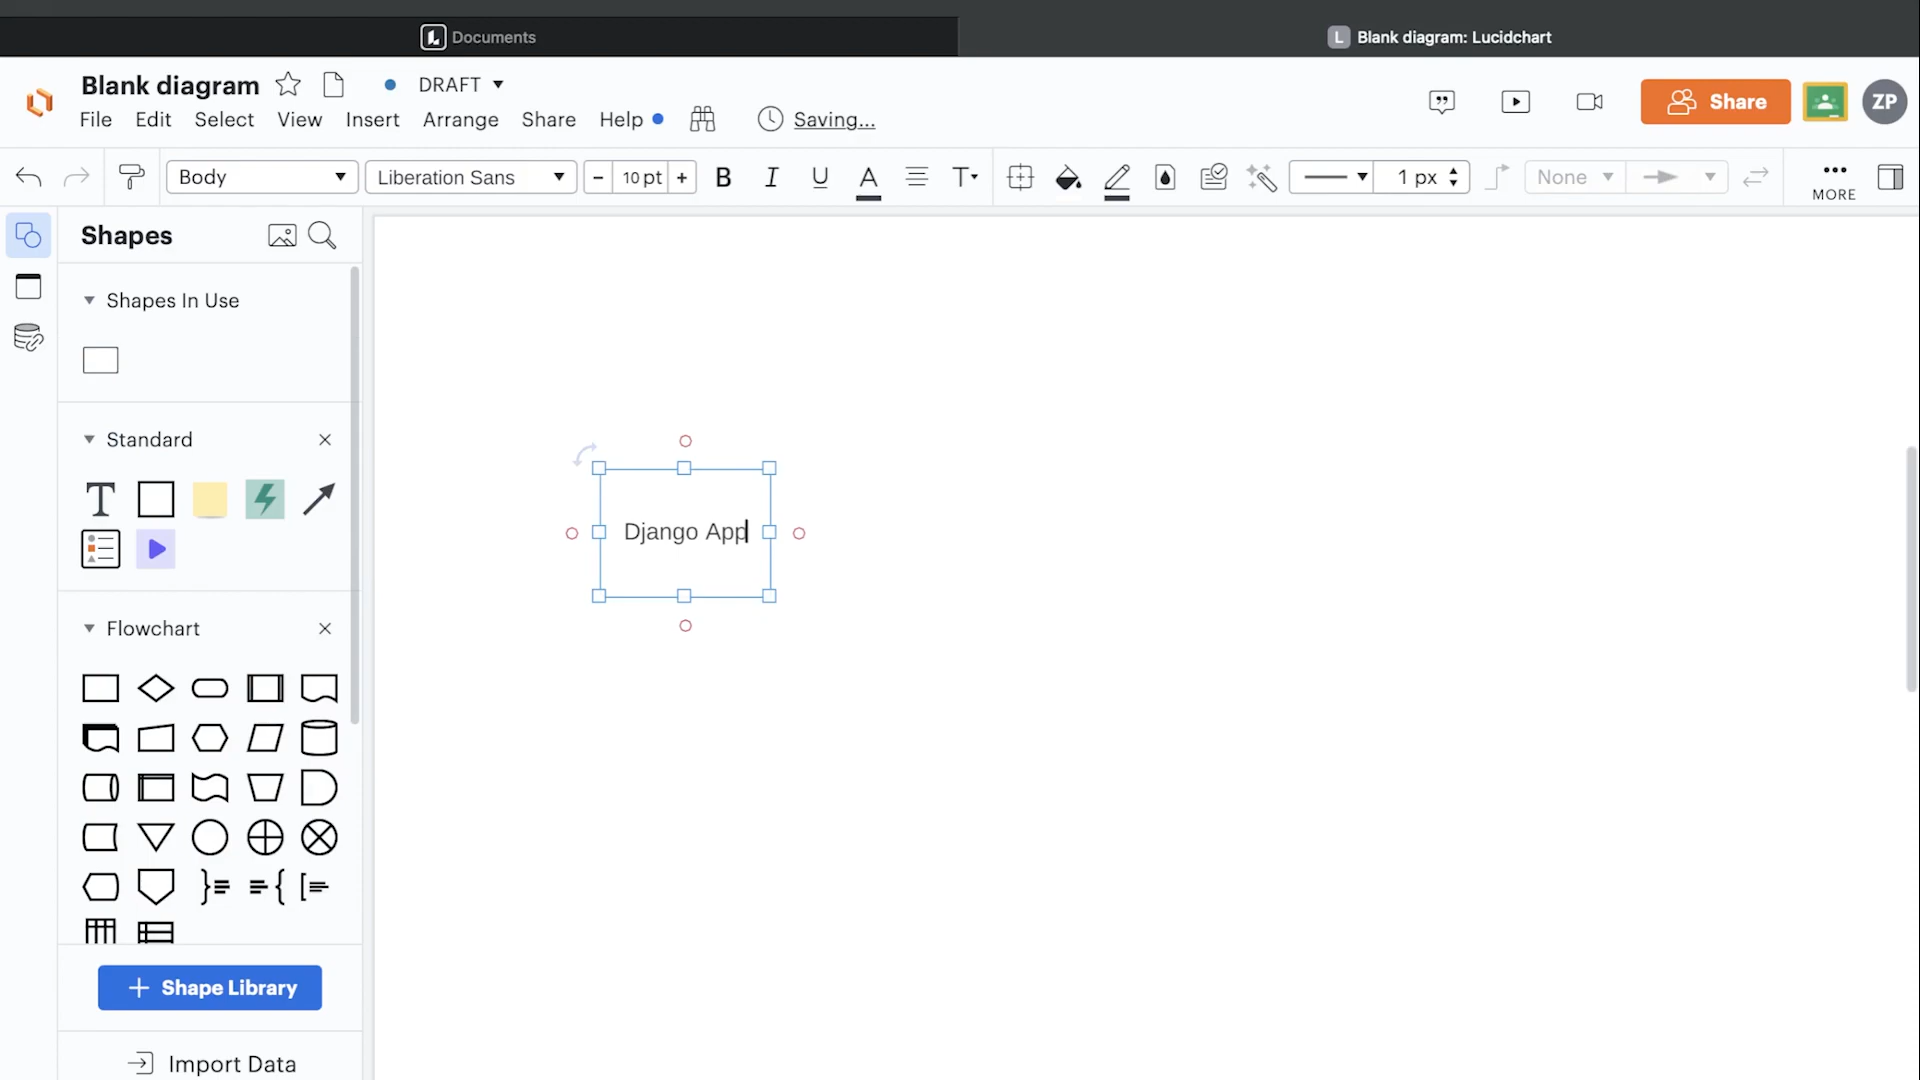 Documents
L Blank diagram: Lucidchart
Blank diagram
DRAFT
File Edit Select View Insert Arrange Share Help
Saving...
Share
ZP
Body
Liberation Sans
- 10 pt +
B I U A T
1 px
None
MORE
Shapes
Shapes In Use
Standard
T
Flowchart
Django App
+ Shape Library
Import Data